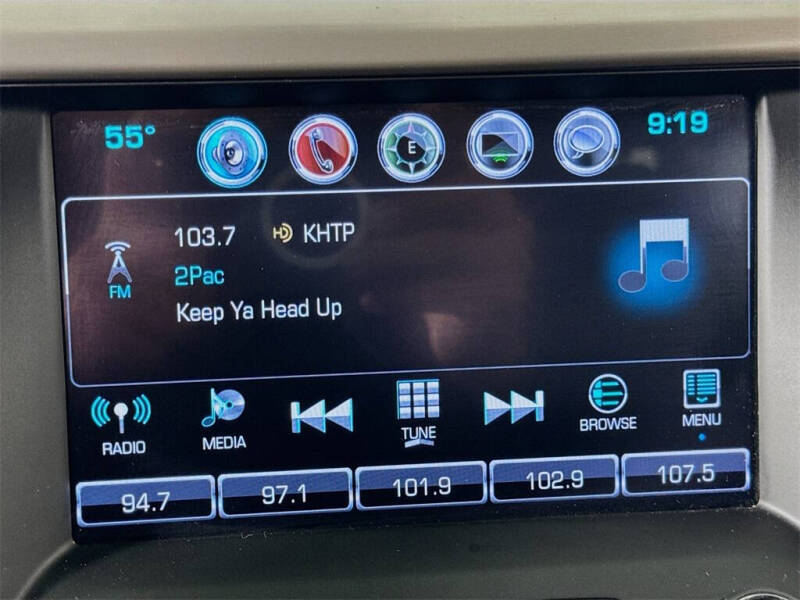 55° E 9:19
103.7 HD KHTP
2Pac
FM
Keep Ya Head Up
RADIO MEDIA TUNE BROWSE MENU
94.7 97.1 101.9 102.9 107.5